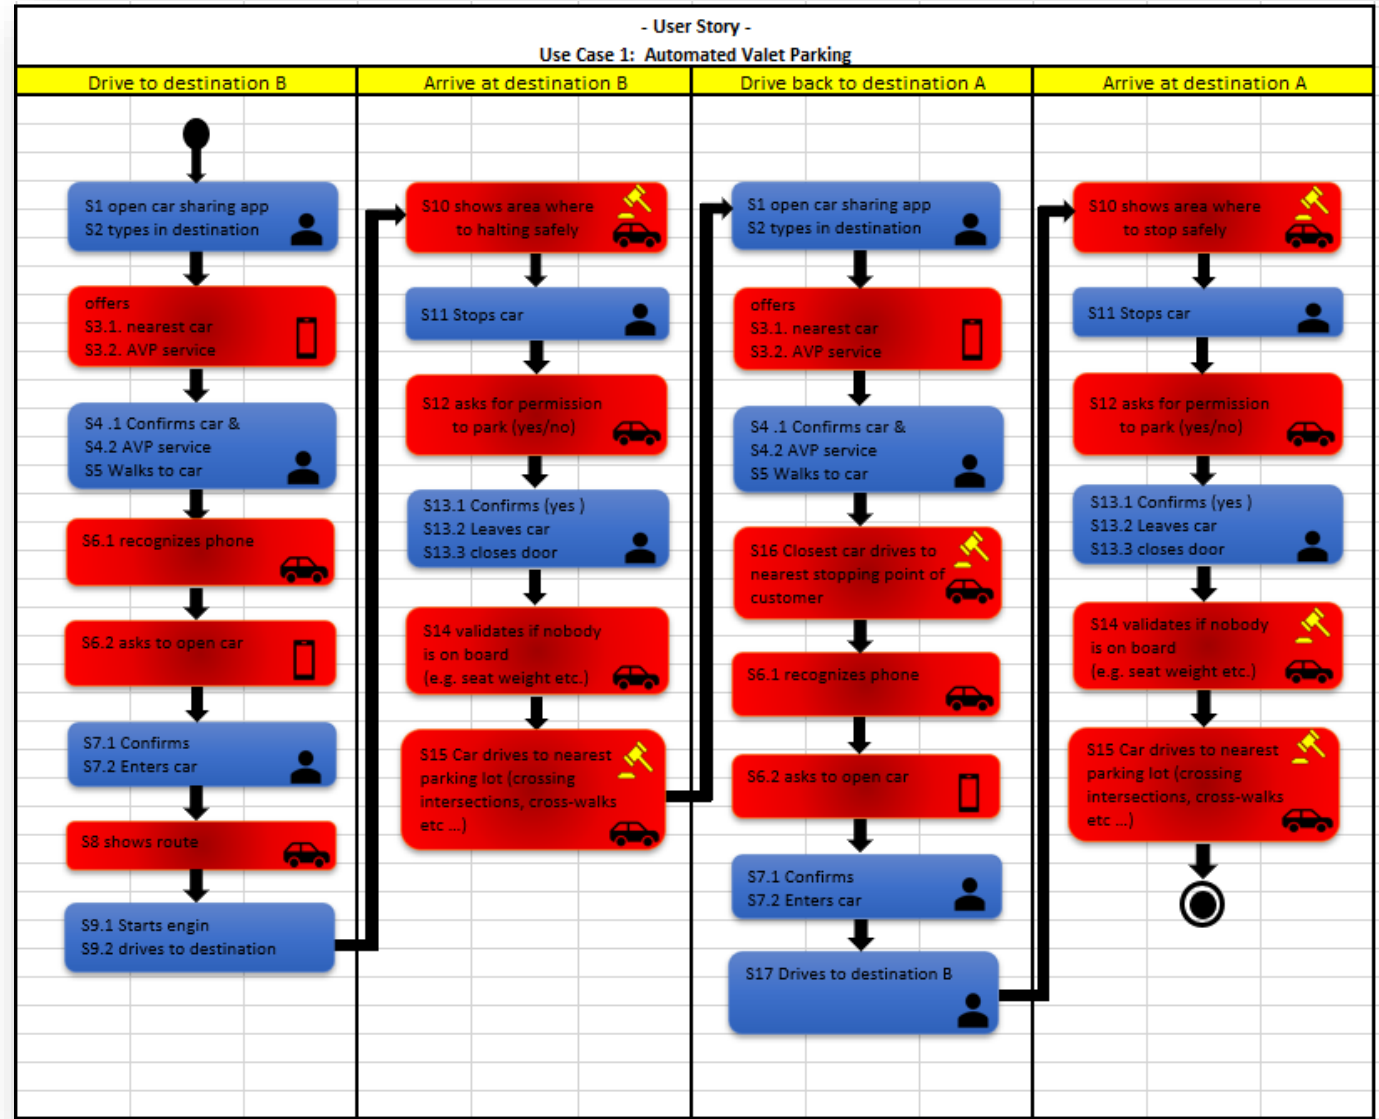 - User Story -
Use Case 1:  Automated Valet Parking
Drive to destination B
Arrive at destination B
Drive back to destination A
Arrive at destination A
S1 open car sharing app
S2 types in destination
offers
S3.1. nearest car
S3.2. AVP service
S4 .1 Confirms car &
S4.2 AVP service
S5 Walks to car
S6.1 recognizes phone
S6.2 asks to open car
S7.1 Confirms
S7.2 Enters car
S8 shows route
S9.1 Starts engin
S9.2 drives to destination
S10 shows area where
to halting safely
S11 Stops car
S12 asks for permission
to park (yes/no)
S13.1 Confirms (yes )
S13.2 Leaves car
S13.3 closes door
S14 validates if nobody
is on board
(e.g. seat weight etc.)
S15 Car drives to nearest
parking lot (crossing
intersections, cross-walks
etc ...)
S1 open car sharing app
S2 types in destination
offers
S3.1. nearest car
S3.2. AVP service
S4 .1 Confirms car &
S4.2 AVP service
S5 Walks to car
S16 Closest car drives to
nearest stopping point of
customer
S6.1 recognizes phone
S6.2 asks to open car
S7.1 Confirms
S7.2 Enters car
S17 Drives to destination B
S10 shows area where
to stop safely
S11 Stops car
S12 asks for permission
to park (yes/no)
S13.1 Confirms (yes )
S13.2 Leaves car
S13.3 closes door
S14 validates if nobody
is on board
(e.g. seat weight etc.)
S15 Car drives to nearest
parking lot (crossing
intersections, cross-walks
etc ...)